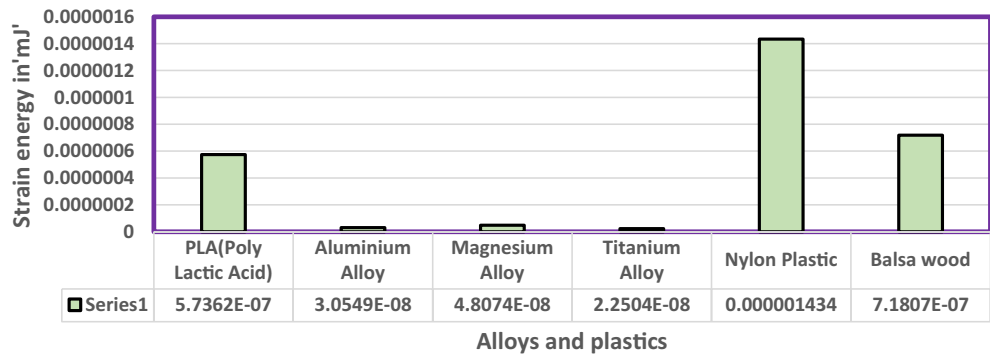 Strain energy in'mJ'
0.0000016
0.0000014
0.0000012
0.000001
0.0000008
0.0000006
0.0000004
0.0000002
0
PLA(Poly
Lactic Acid)
Aluminium
Alloy
Magnesium
Alloy
Titanium
Alloy
Nylon Plastic
Balsa wood
Series1 5.7362E-07 3.0549E-08 4.8074E-08 2.2504E-08 0.000001434 7.1807E-07
Alloys and plastics